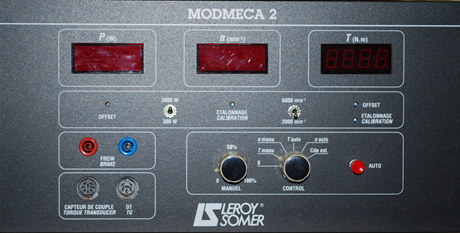 MODMECA 2
P (W)
n (min⁻¹)
T (N.m)
OFFSET
3000 W
300 W
ETALONNAGE
CALIBRATION
6000 min⁻¹
2000 min⁻¹
OFFSET
ETALONNAGE
CALIBRATION
FREIN
BRAKE
CAPTEUR DE COUPLE
TORQUE TRANSDUCER
DT
TG
50%
0
100%
MANUEL
n manu
T auto
n auto
T manu
Cde ext.
0
CONTROL
AUTO
LEROY®
SOMER